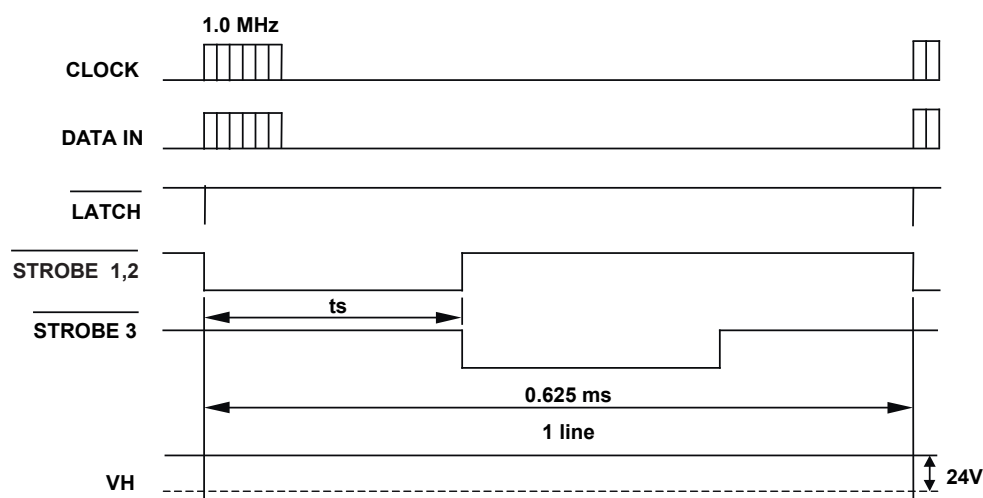 1.0 MHz
CLOCK
DATA IN
LATCH
STROBE 1,2
ts
STROBE 3
0.625 ms
1 line
VH
24V